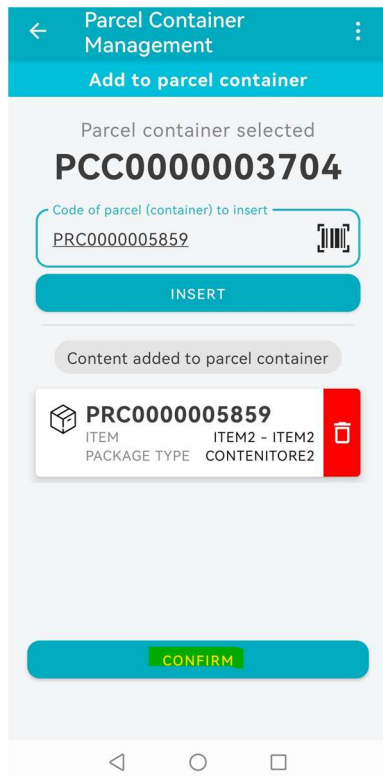 Parcel Container
Management
Add to parcel container
Parcel container selected
PCC0000003704
Code of parcel (container) to insert
PRC0000005859
INSERT
Content added to parcel container
PRC0000005859
ITEM ITEM2 - ITEM2
PACKAGE TYPE CONTENITORE2
CONFIRM